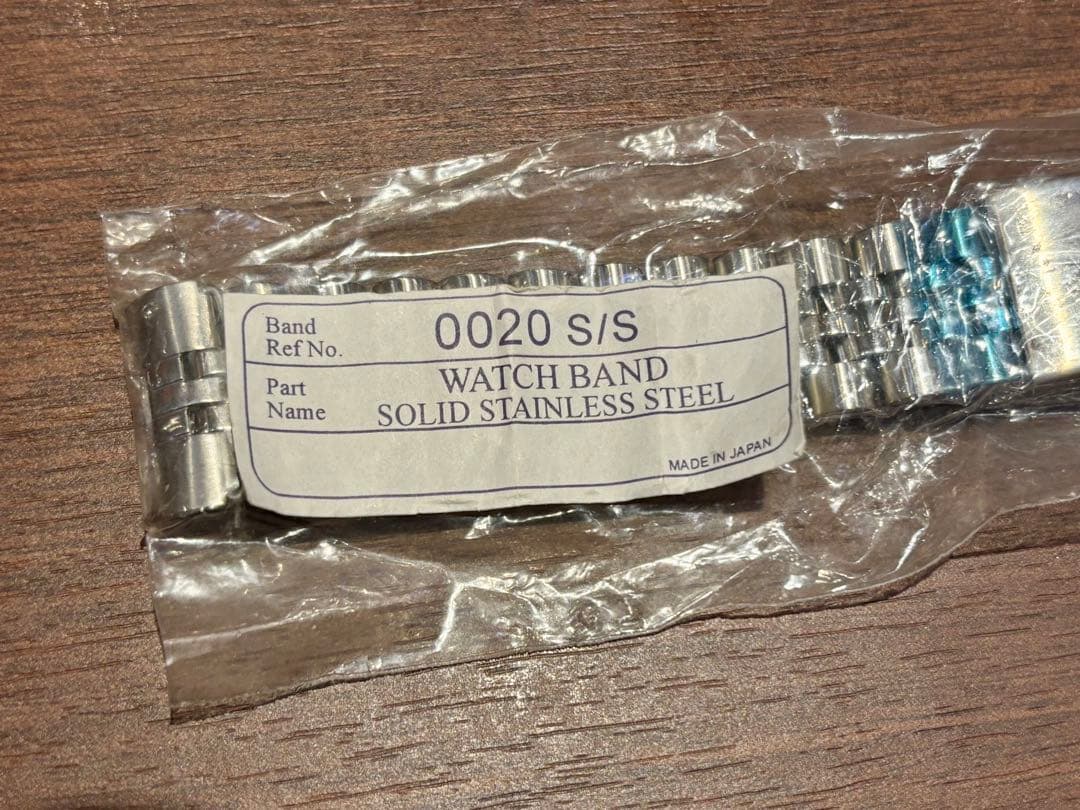 Band
Ref No.
0020 S/S
Part
Name
WATCH BAND
SOLID STAINLESS STEEL
MADE IN JAPAN